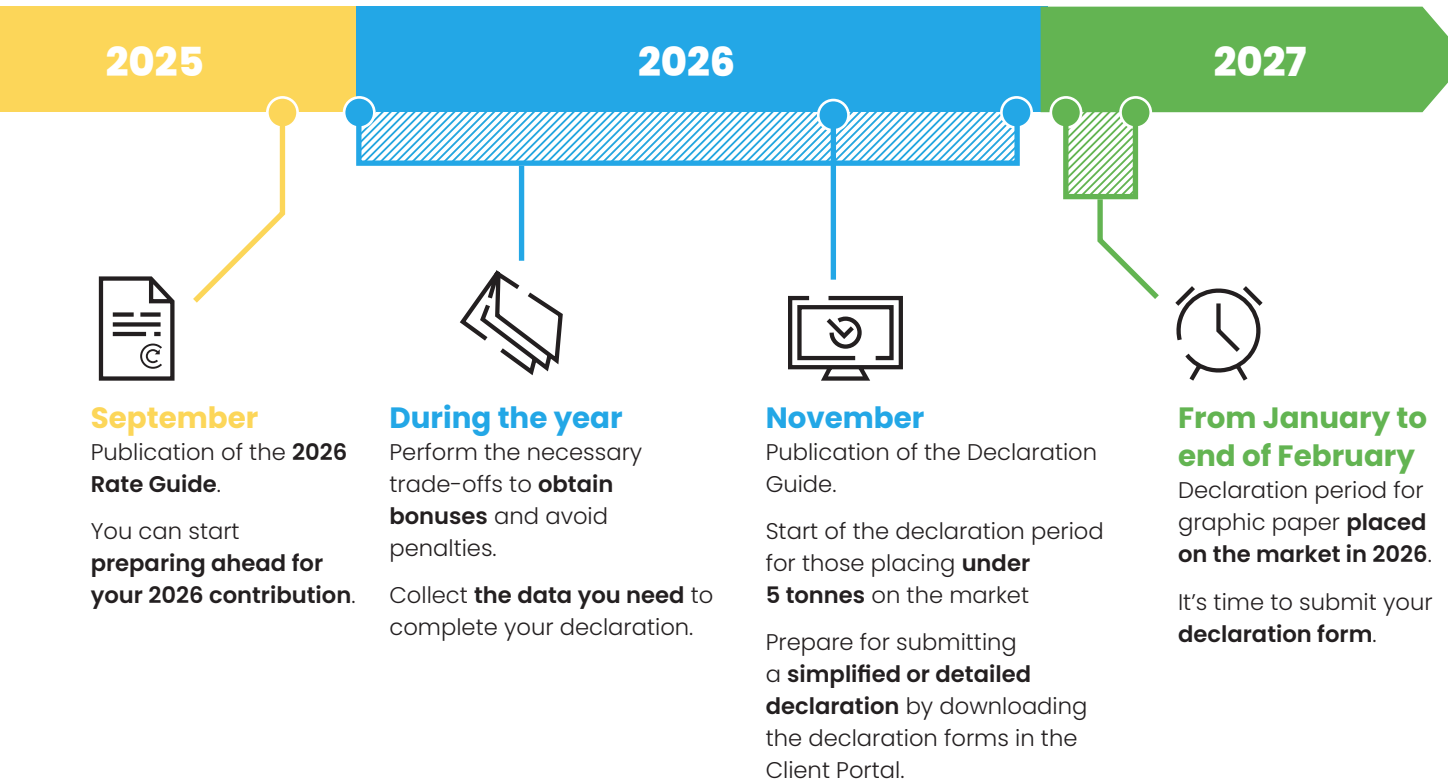 2025
2026
2027
September
Publication of the 2026
Rate Guide.
You can start
preparing ahead for
your 2026 contribution.
During the year
Perform the necessary
trade-offs to obtain
bonuses and avoid
penalties.
Collect the data you need to
complete your declaration.
November
Publication of the Declaration
Guide.
Start of the declaration period
for those placing under
5 tonnes on the market
Prepare for submitting
a simplified or detailed
declaration by downloading
the declaration forms in the
Client Portal.
From January to
end of February
Declaration period for
graphic paper placed
on the market in 2026.
It’s time to submit your
declaration form.